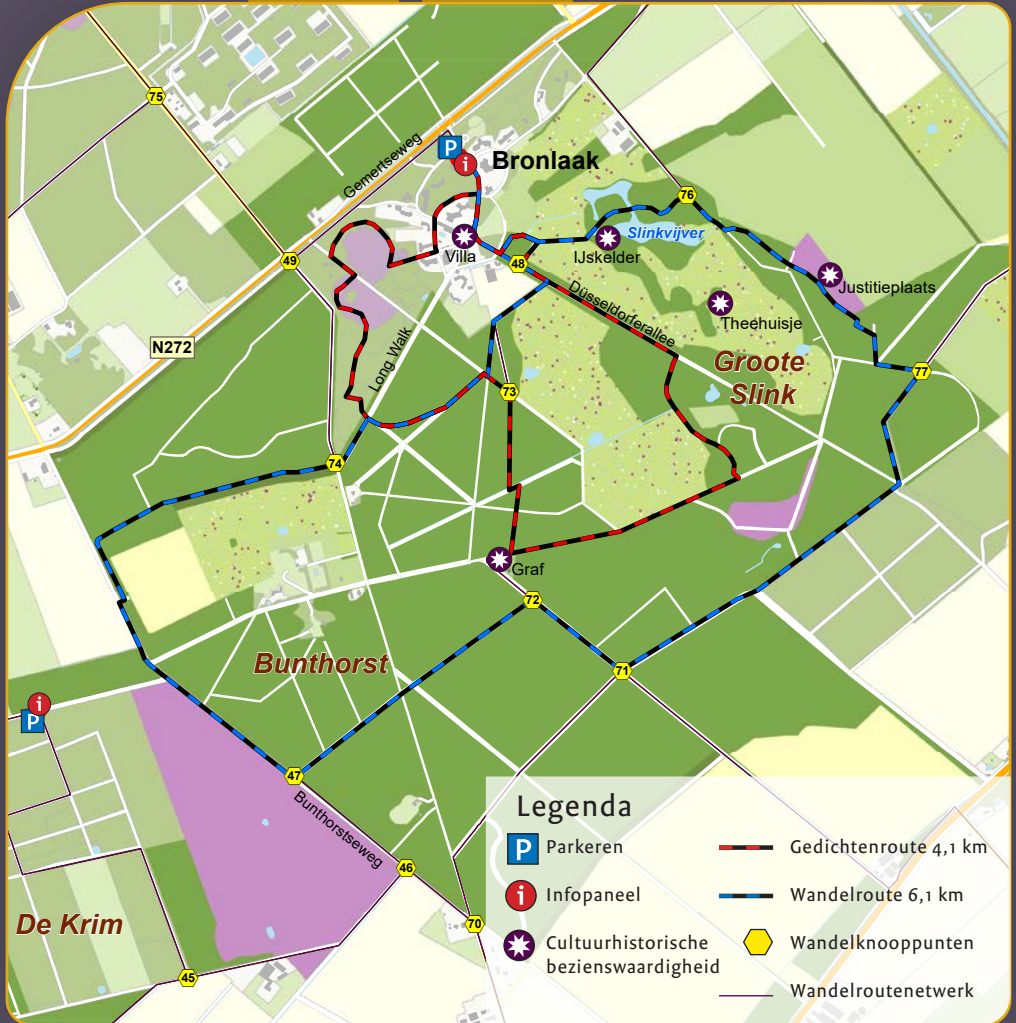 75
Gemertseweg
P
i
Bronlaak
76
Slinkvijver
Villa
IJskelder
49
48
Justitieplaats
Düsseldorferallee
Theehuisje
N272
Long Walk
Groote
Slink
77
73
74
Graf
72
Bunthorst
71
i
P
47
Bunthorstseweg
46
De Krim
70
45
Legenda
P Parkeren
i Infopaneel
Cultuurhistorische
bezienswaardigheid
Gedichtenroute 4,1 km
Wandelroute 6,1 km
Wandelknooppunten
Wandelroutenetwerk